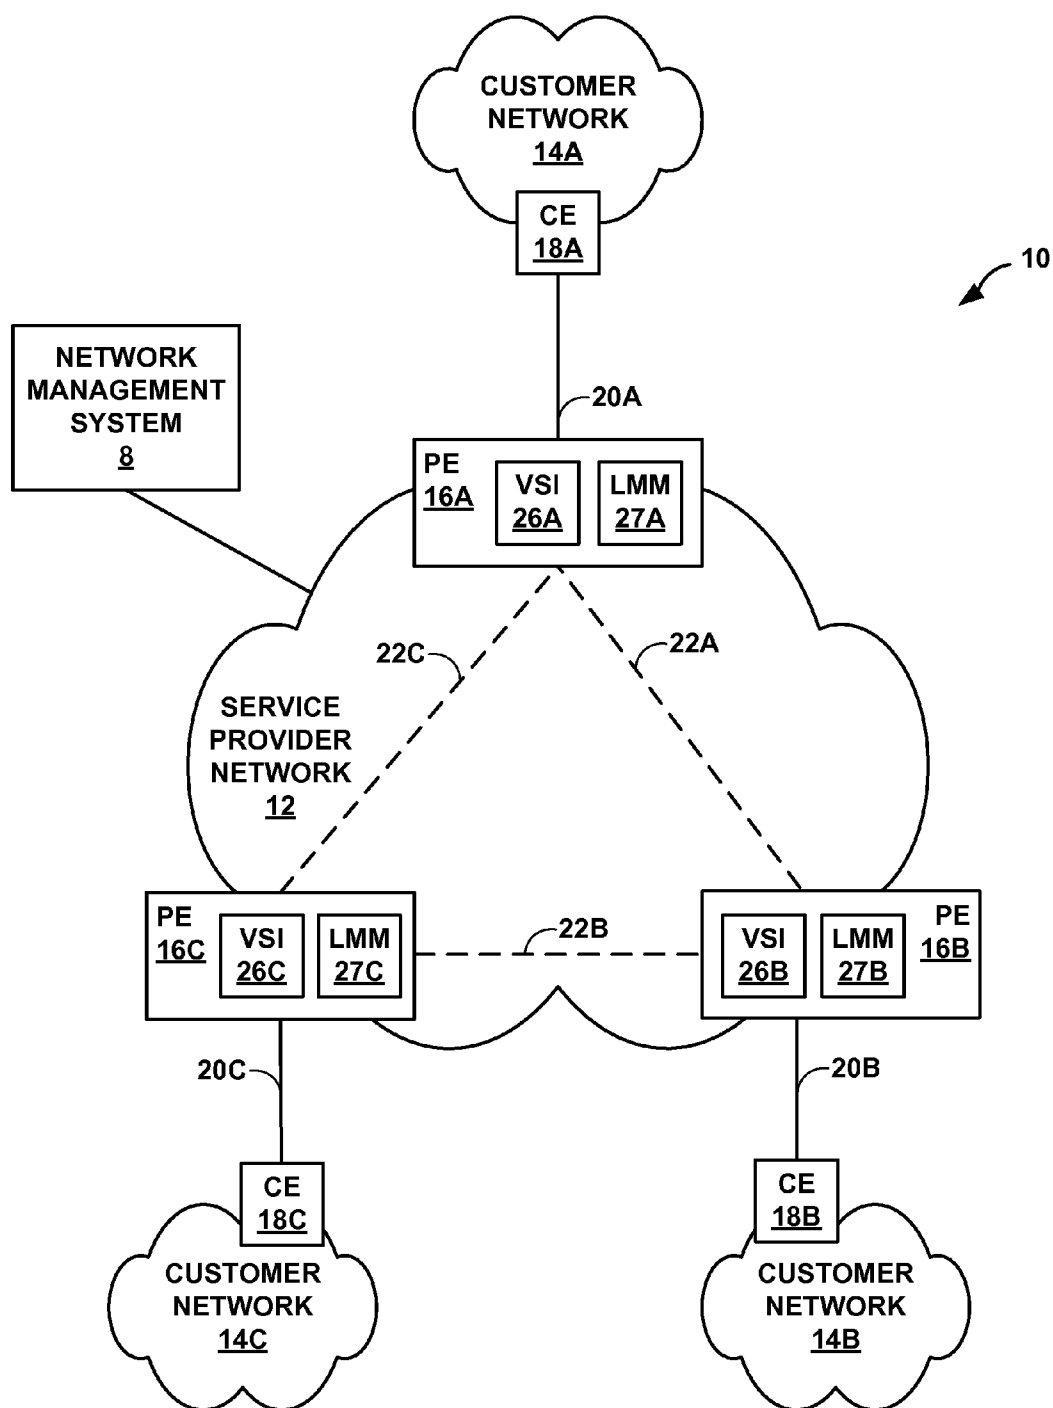 CUSTOMER
NETWORK
14A
CE
18A
10
NETWORK
MANAGEMENT
SYSTEM
8
20A
PE
16A
VSI
26A
LMM
27A
22C
22A
SERVICE
PROVIDER
NETWORK
12
PE
16C
VSI
26C
LMM
27C
22B
VSI
26B
LMM
27B
PE
16B
20C
20B
CE
18C
CUSTOMER
NETWORK
14C
CE
18B
CUSTOMER
NETWORK
14B